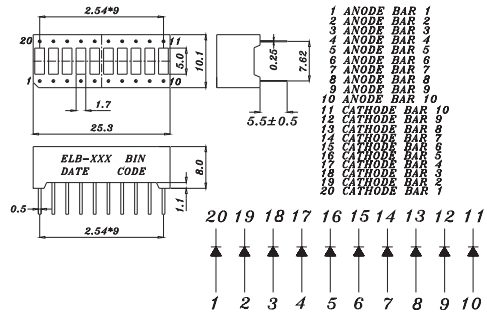 2.54*9
20
11
1
10
5.0
10.1
1.7
25.3
0.25
7.62
5.5±0.5
ELB-XXX BIN
DATE CODE
8.0
1.1
0.5
2.54*9
1 ANODE BAR 1
2 ANODE BAR 2
3 ANODE BAR 3
4 ANODE BAR 4
5 ANODE BAR 5
6 ANODE BAR 6
7 ANODE BAR 7
8 ANODE BAR 8
9 ANODE BAR 9
10 ANODE BAR 10
11 CATHODE BAR 10
12 CATHODE BAR 9
13 CATHODE BAR 8
14 CATHODE BAR 7
15 CATHODE BAR 6
16 CATHODE BAR 5
17 CATHODE BAR 4
18 CATHODE BAR 3
19 CATHODE BAR 2
20 CATHODE BAR 1
20 19 18 17 16 15 14 13 12 11
1 2 3 4 5 6 7 8 9 10